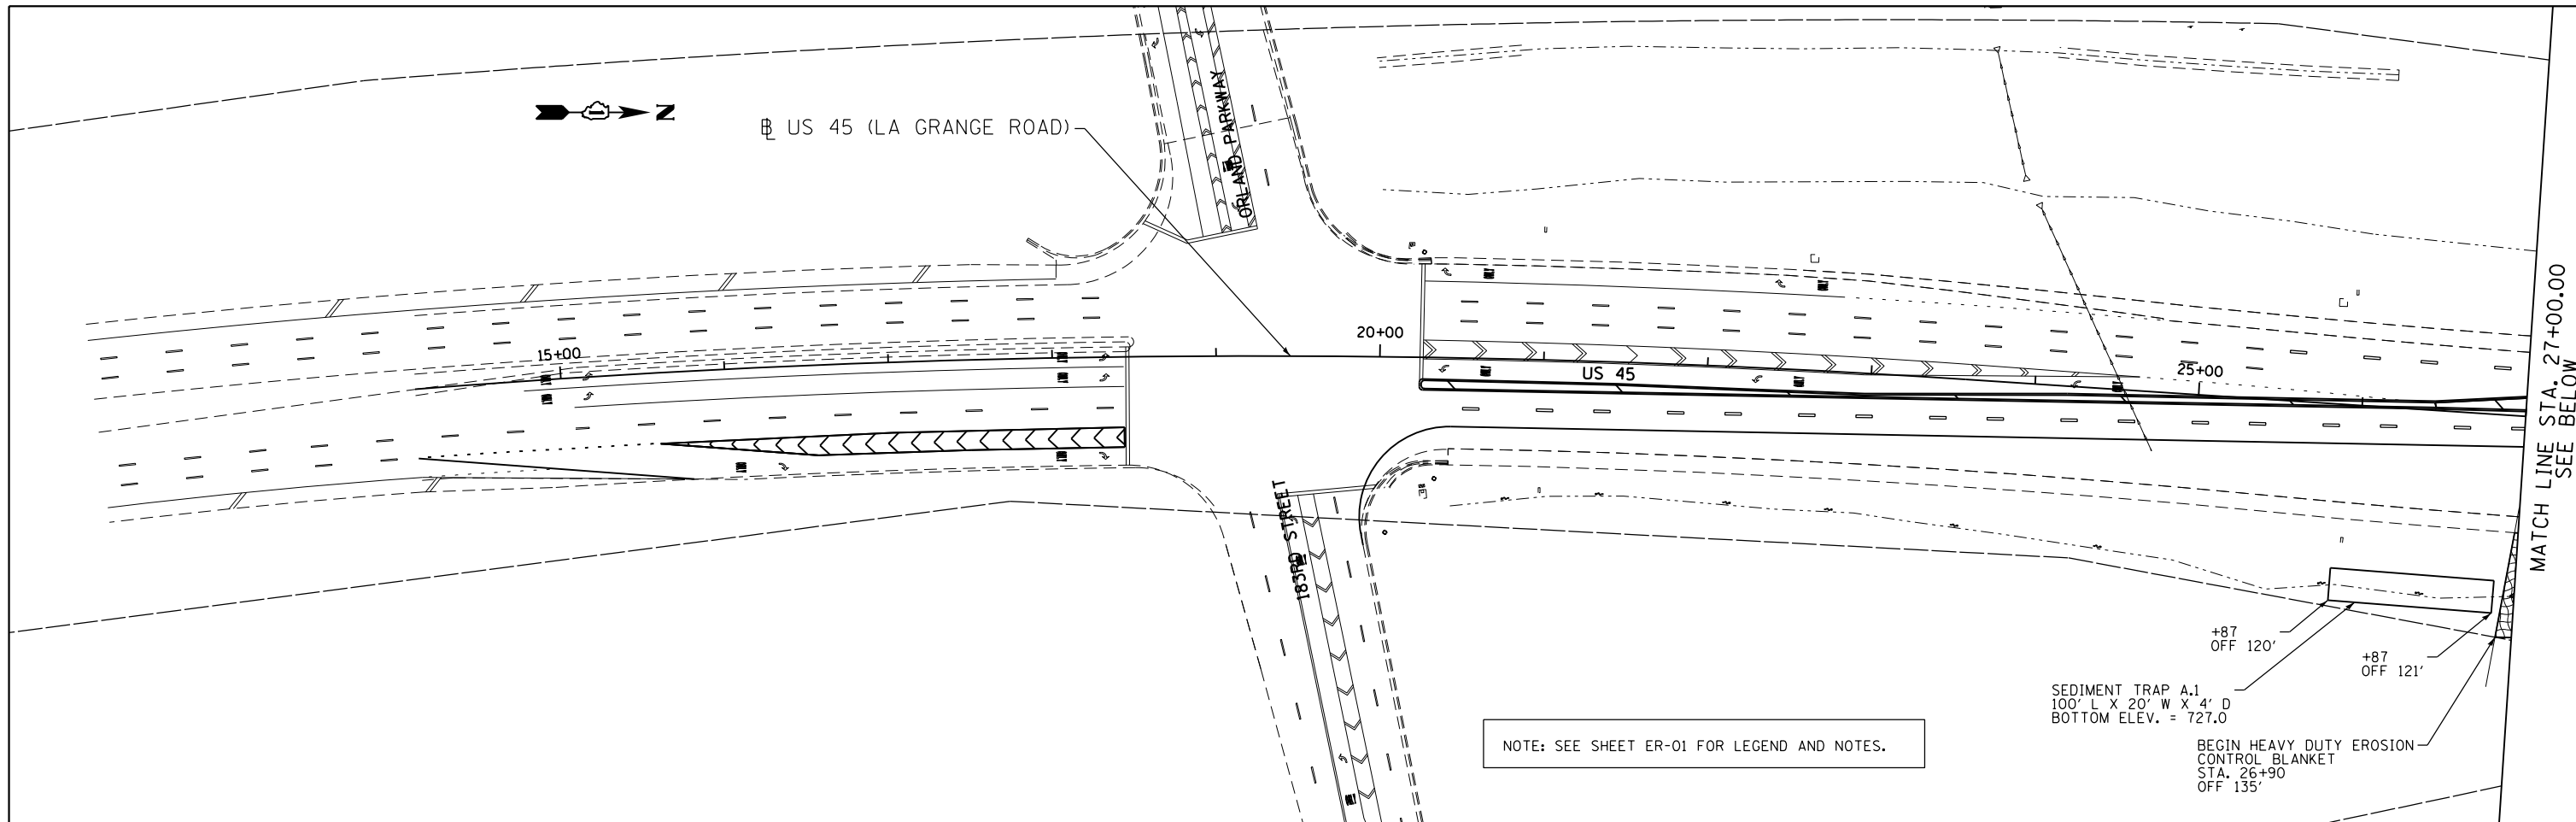 N
ORLAND PARKWAY
℄ US 45 (LA GRANGE ROAD)
15+00
20+00
25+00
US 45
183RD STREET
MATCH LINE STA. 27+00.00
SEE BELOW
+87
OFF 120'
+87
OFF 121'
SEDIMENT TRAP A.1
100' L X 20' W X 4' D
BOTTOM ELEV. = 727.0
BEGIN HEAVY DUTY EROSION
CONTROL BLANKET
STA. 26+90
OFF 135'
NOTE: SEE SHEET ER-01 FOR LEGEND AND NOTES.